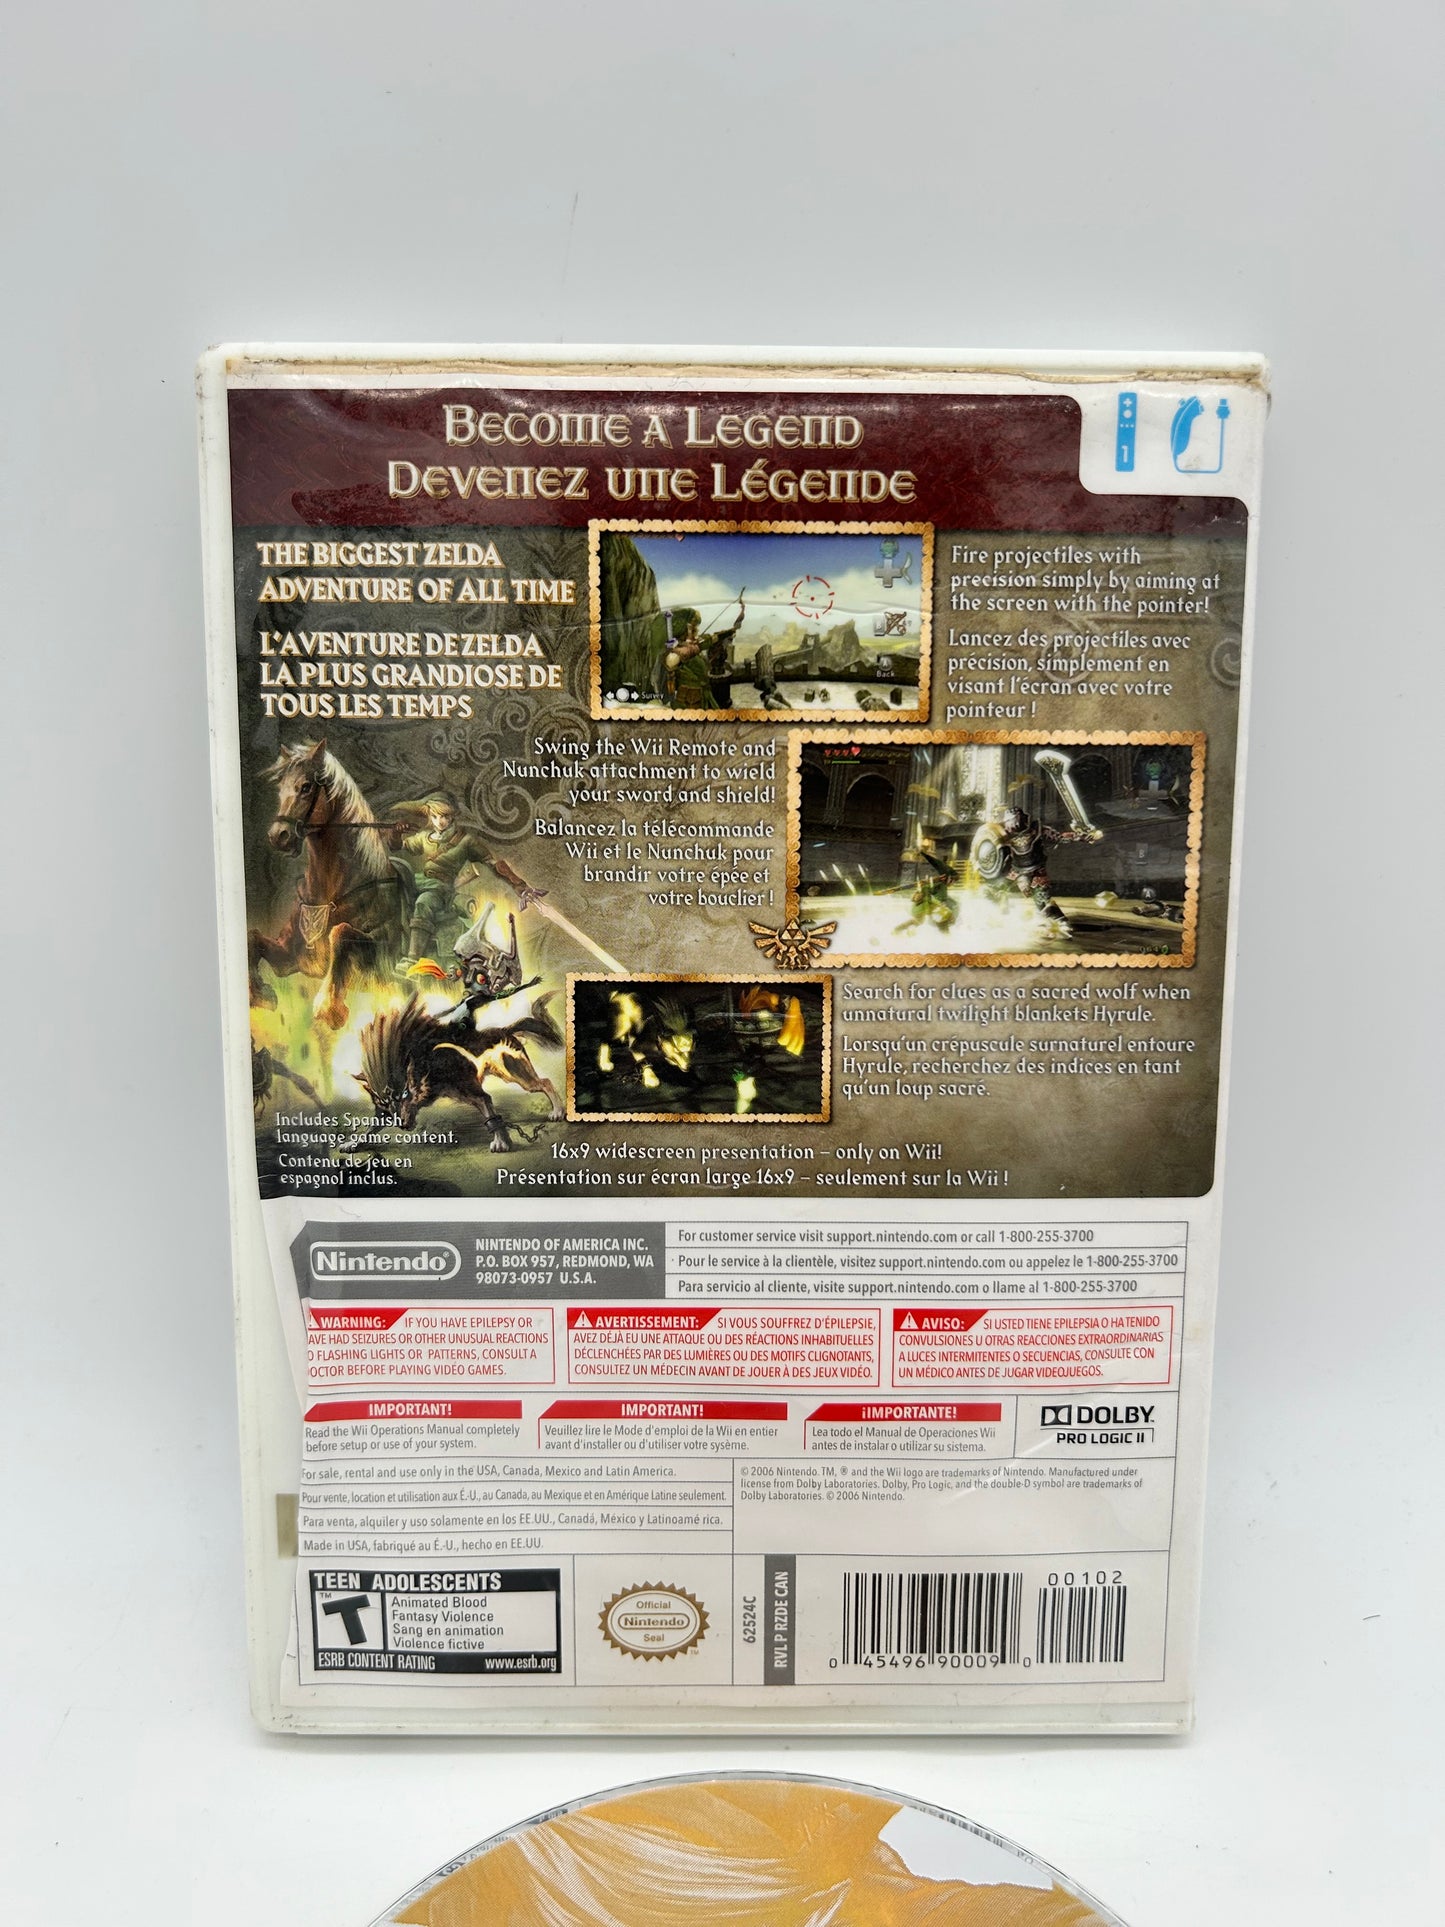 Become a Legend
Devenez une Légende
1
THE BIGGEST ZELDA
ADVENTURE OF ALL TIME
L'AVENTURE DE ZELDA
LA PLUS GRANDIOSE DE
TOUS LES TEMPS
Survey
Back
Fire projectiles with
precision simply by aiming at
the screen with the pointer!
Lancez des projectiles avec
précision, simplement en
visant l'écran avec votre
pointeur !
Swing the Wii Remote and
Nunchuk attachment to wield
your sword and shield!
Balancez la télécommande
Wii et le Nunchuk pour
brandir votre épée et
votre bouclier !
Search for clues as a sacred wolf when
unnatural twilight blankets Hyrule.
Lorsqu'un crépuscule surnaturel entoure
Hyrule, recherchez des indices en tant
qu'un loup sacré.
Includes Spanish
language game content.
Contenu de jeu en
espagnol inclus.
16x9 widescreen presentation – only on Wii!
Présentation sur écran large 16x9 – seulement sur la Wii !
Nintendo®
NINTENDO OF AMERICA INC.
P.O. BOX 957, REDMOND, WA
98073-0957 U.S.A.
For customer service visit support.nintendo.com or call 1-800-255-3700
Pour le service à la clientèle, visitez support.nintendo.com ou appelez le 1-800-255-3700
Para servicio al cliente, visite support.nintendo.com o llame al 1-800-255-3700
WARNING: IF YOU HAVE EPILEPSY OR
AVE HAD SEIZURES OR OTHER UNUSUAL REACTIONS
O FLASHING LIGHTS OR PATTERNS, CONSULT A
OCTOR BEFORE PLAYING VIDEO GAMES.
AVERTISSEMENT: SI VOUS SOUFFREZ D'ÉPILEPSIE,
AVEZ DÉJÀ EU UNE ATTAQUE OU DES RÉACTIONS INHABITUELLES
DÉCLENCHÉES PAR DES LUMIÈRES OU DES MOTIFS CLIGNOTANTS,
CONSULTEZ UN MÉDECIN AVANT DE JOUER À DES JEUX VIDÉO.
AVISO: SI USTED TIENE EPILEPSIA O HA TENIDO
CONVULSIONES U OTRAS REACCIONES EXTRAORDINARIAS
A LUCES INTERMITENTES O SECUENCIAS, CONSULTE CON
UN MÉDICO ANTES DE JUGAR VIDEOJUEGOS.
IMPORTANT!
Read the Wii Operations Manual completely
before setup or use of your system.
IMPORTANT!
Veuillez lire le Mode d'emploi de la Wii en entier
avant d'installer ou d'utiliser votre sysème.
¡IMPORTANTE!
Lea todo el Manual de Operaciones Wii
antes de instalar o utilizar su sistema.
DOLBY
PRO LOGIC II
For sale, rental and use only in the USA, Canada, Mexico and Latin America.
Pour vente, location et utilisation aux É.-U., au Canada, au Mexique et en Amérique Latine seulement.
Para venta, alquiler y uso solamente en los EE.UU., Canadá, México y Latinoamé rica.
Made in USA, fabriqué au É.-U., hecho en EE.UU.
© 2006 Nintendo. TM, ® and the Wii logo are trademarks of Nintendo. Manufactured under
license from Dolby Laboratories. Dolby, Pro Logic, and the double-D symbol are trademarks of
Dolby Laboratories. © 2006 Nintendo.
TEEN ADOLESCENTS
T
TM
Animated Blood
Fantasy Violence
Sang en animation
Violence fictive
ESRB CONTENT RATING www.esrb.org
Official
Nintendo
Seal
TM
62524C
RVL P RZDE CAN
00102
0 45496 90009 0